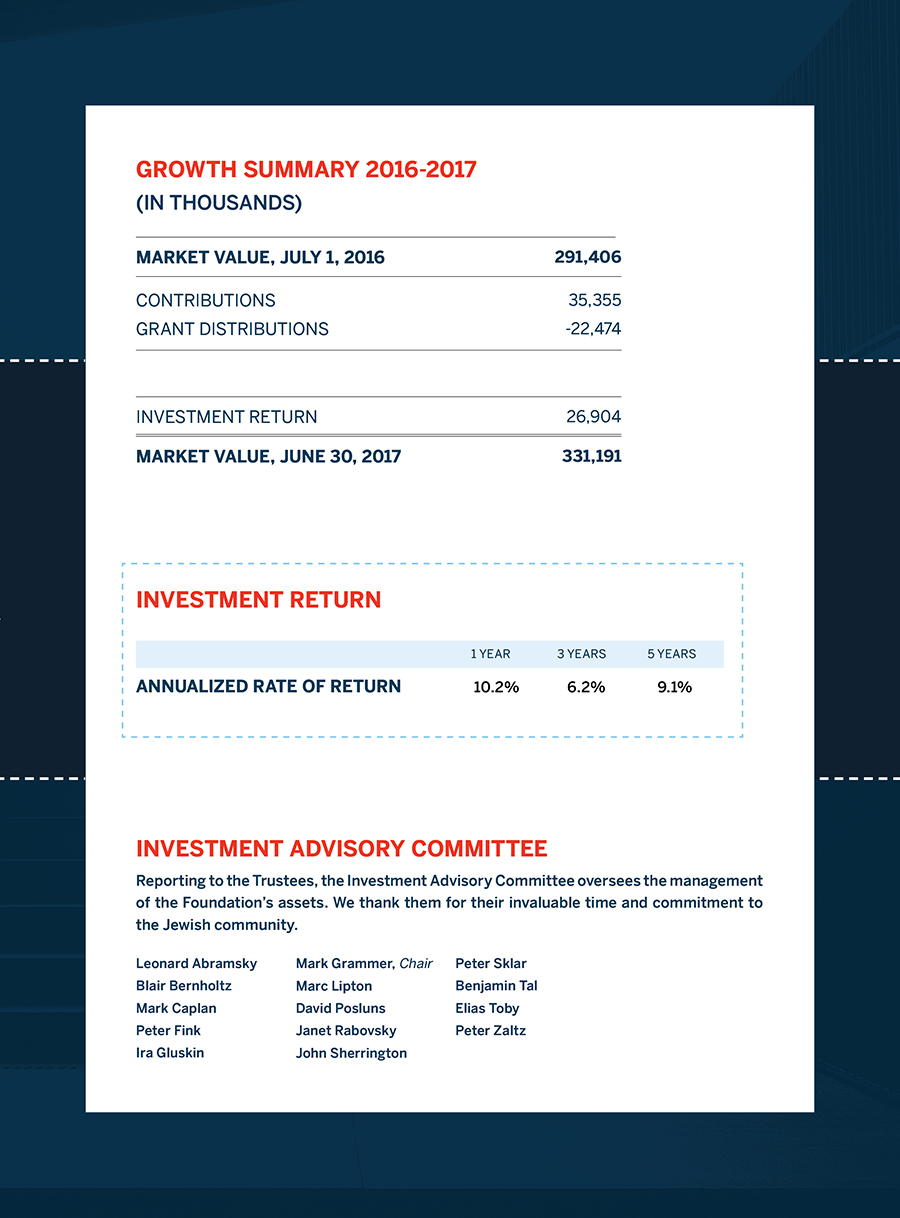 GROWTH SUMMARY 2016-2017
(IN THOUSANDS)
MARKET VALUE, JULY 1, 2016 291,406
CONTRIBUTIONS 35,355
GRANT DISTRIBUTIONS -22,474
INVESTMENT RETURN 26,904
MARKET VALUE, JUNE 30, 2017 331,191
INVESTMENT RETURN
1 YEAR 3 YEARS 5 YEARS
ANNUALIZED RATE OF RETURN 10.2% 6.2% 9.1%
INVESTMENT ADVISORY COMMITTEE
Reporting to the Trustees, the Investment Advisory Committee oversees the management
of the Foundation’s assets. We thank them for their invaluable time and commitment to
the Jewish community.
Leonard Abramsky
Blair Bernholtz
Mark Caplan
Peter Fink
Ira Gluskin
Mark Grammer, Chair
Marc Lipton
David Posluns
Janet Rabovsky
John Sherrington
Peter Sklar
Benjamin Tal
Elias Toby
Peter Zaltz